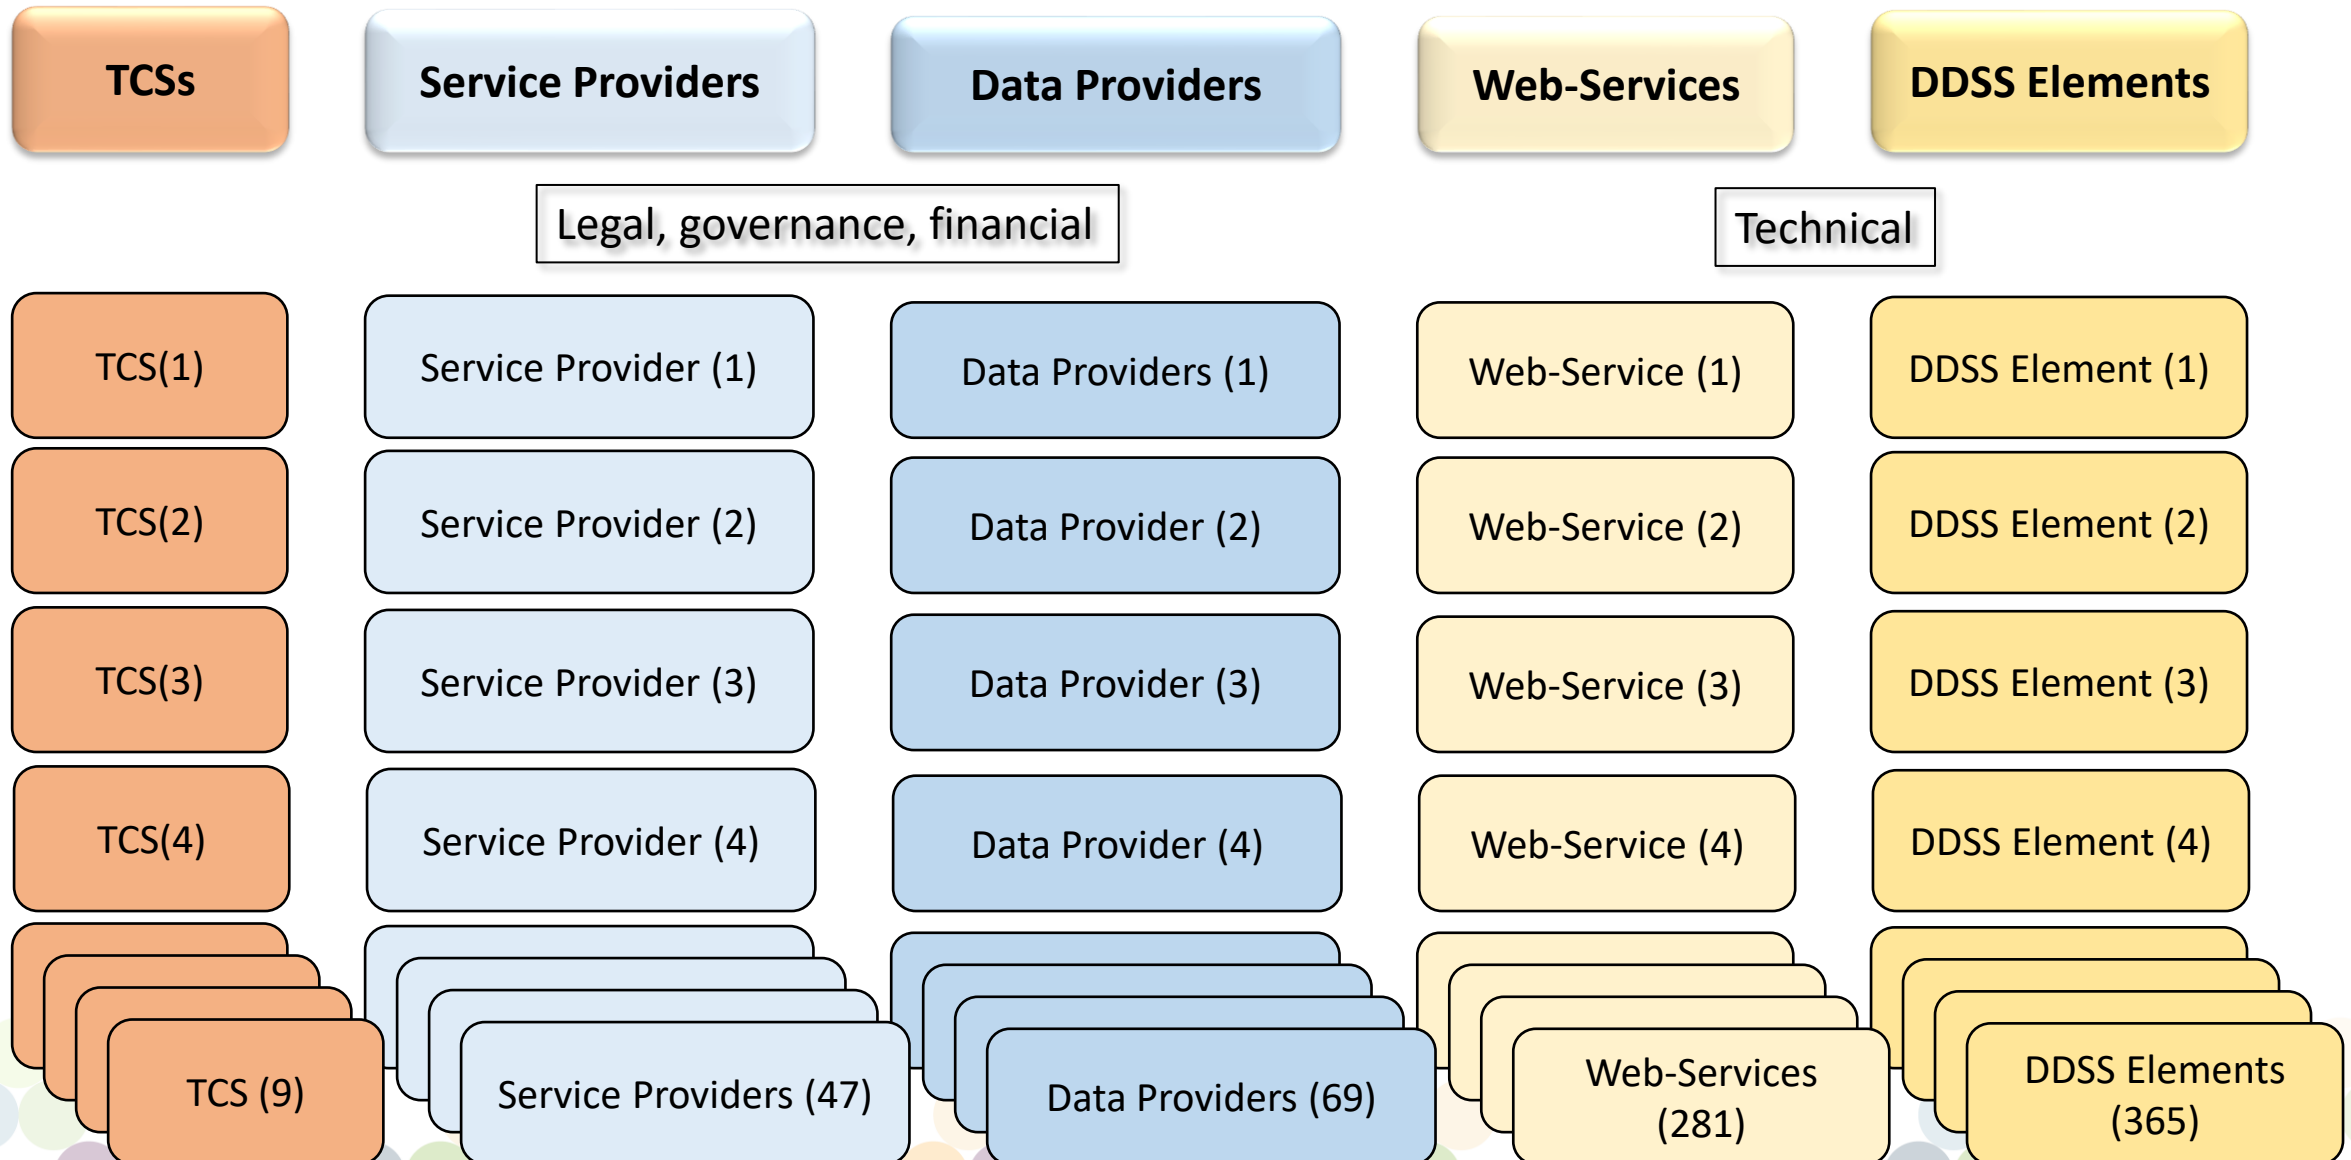 TCSs
Service Providers
Data Providers
Web-Services
DDSS Elements
Legal, governance, financial
Technical
TCS(1)
Service Provider (1)
Data Providers (1)
Web-Service (1)
DDSS Element (1)
TCS(2)
Service Provider (2)
Data Provider (2)
Web-Service (2)
DDSS Element (2)
TCS(3)
Service Provider (3)
Data Provider (3)
Web-Service (3)
DDSS Element (3)
TCS(4)
Service Provider (4)
Data Provider (4)
Web-Service (4)
DDSS Element (4)
TCS (9)
Service Providers (47)
Data Providers (69)
Web-Services
(281)
DDSS Elements
(365)